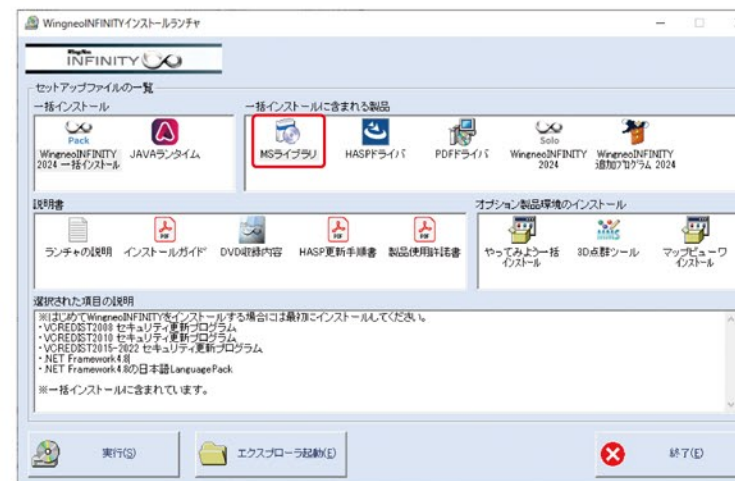 WingneoINFINITYインストールランチャ
WingNeo
INFINITY
セットアップファイルの一覧
一括インストール
一括インストールに含まれる製品
Pack
WingneoINFINITY
2024 一括インストール
JAVAランタイム
MSライブラリ
HASPドライバ
PDFドライバ
Solo
WingneoINFINITY
2024
WingneoINFINITY
追加プログラム 2024
説明書
オプション製品環境のインストール
ランチャの説明
インストールガイド
DVD収録内容
HASP更新手順書
製品使用許諾書
やってみよう一括
インストール
3D点群ツール
マップビューワ
インストール
選択された項目の説明
※はじめてWingneoINFINITYをインストールする場合には最初にインストールしてください。
・VCREDIST2008 セキュリティ更新プログラム
・VCREDIST2010 セキュリティ更新プログラム
・VCREDIST2015-2022 セキュリティ更新プログラム
・.NET Framework4.8
・.NET Framework4.8の日本語LanguagePack
※一括インストールに含まれています。
実行(S)
エクスプローラ起動(E)
終了(E)